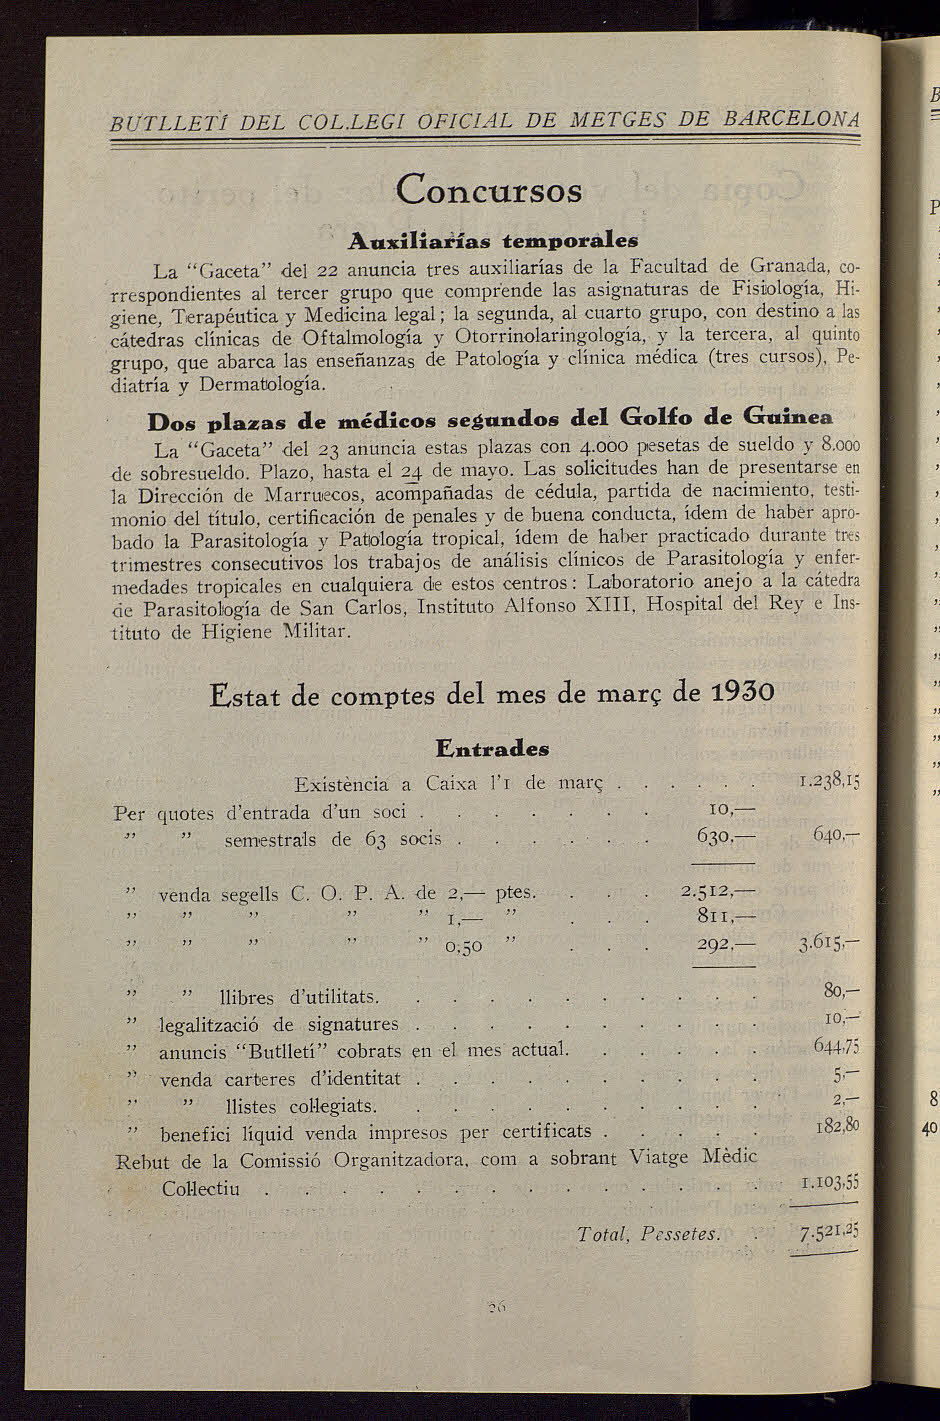 BUTLLETÍ DEL COL.LEGI OFICIAL DE METGES DE BARCELONA
Concursos
Auxiliarías temporales
La “Gaceta” del 22 anuncia tres auxiliarías de la Facultad de Granada, co-
rrespondientes al tercer grupo que comprende las asignaturas de Fisiología, Hi-
giene, Terapéutica y Medicina legal; la segunda, al cuarto grupo, con destino a las
cátedras clínicas de Oftalmología y Otorrinolaringología, y la tercera, al quinto
grupo, que abarca las enseñanzas de Patología y clínica médica (tres cursos), Pe-
diatría y Dermatología.
Dos plazas de médicos segundos del Golfo de Guinea
La “Gaceta” del 23 anuncia estas plazas con 4.000 pesetas de sueldo y 8.000
de sobresueldo. Plazo, hasta el 24 de mayo. Las solicitudes han de presentarse en
la Dirección de Marruecos, acompañadas de cédula, partida de nacimiento, testi-
monio del título, certificación de penales y de buena conducta, ídem de haber apro-
bado la Parasitología y Patología tropical, ídem de haber practicado durante tres
trimestres consecutivos los trabajos de análisis clínicos de Parasitología y enfer-
medades tropicales en cualquiera de estos centros: Laboratorio anejo a la cátedra
de Parasitología de San Carlos, Instituto Alfonso XIII, Hospital del Rey e Ins-
tituto de Higiene Militar.
Estat de comptes del mes de març de 1930
Entrades
Existència a Caixa l’1 de març . . . . . . 1.238,15
Per quotes d’entrada d’un soci . . . . . . . 10,—
” ” semestrals de 63 socis . . . . . . 630,— 640,—
” venda segells C. O. P. A. de 2,— ptes. . . . 2.512,—
” ” ” ” ” 1,— ” . . . 811,—
” ” ” ” ” 0,50 ” . . . 292,— 3.615,—
” ” llibres d’utilitats. . . . . . . . . . . 80,—
” legalització de signatures . . . . . . . . . . 10,—
” anuncis “Butlletí” cobrats en el mes actual. . . . . . 644,75
” venda carteres d’identitat . . . . . . . . . . 5,—
” ” llistes col·legiats. . . . . . . . . . . 2,—
” benefici líquid venda impresos per certificats . . . . . 182,80
Rebut de la Comissió Organitzadora, com a sobrant Viatge Mèdic
Col·lectiu . . . . . . . . . . . . . . 1.103,55
Total, Pessetes. . 7.521,25
26